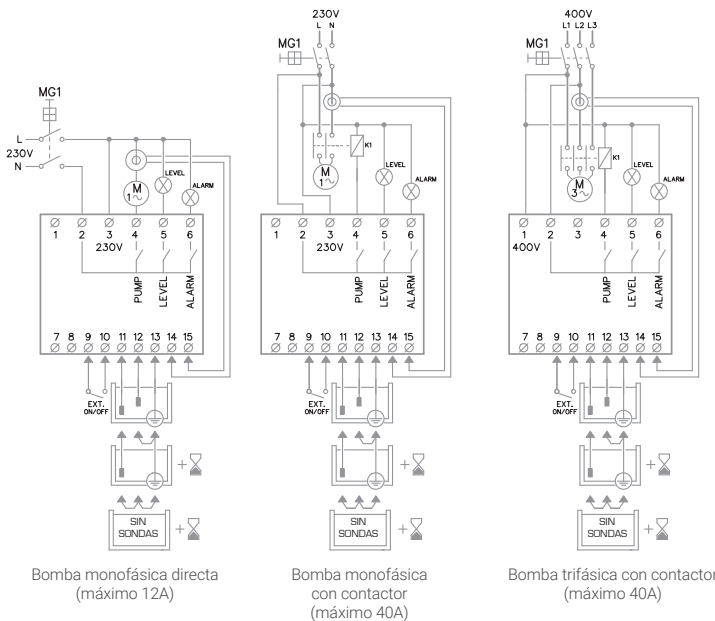 MG1
L
230V
N
M
1~
LEVEL
ALARM
1 2 3 4 5 6
230V
PUMP
LEVEL
ALARM
7 8 9 10 11 12 13 14 15
EXT.
ON/OFF
+
+
SIN
SONDAS
+
Bomba monofásica directa
(máximo 12A)
230V
L N
MG1
K1
M
1~
LEVEL
ALARM
1 2 3 4 5 6
230V
PUMP
LEVEL
ALARM
7 8 9 10 11 12 13 14 15
EXT.
ON/OFF
+
SIN
SONDAS
+
Bomba monofásica
con contactor
(máximo 40A)
400V
L1 L2 L3
MG1
K1
M
3~
LEVEL
ALARM
1 2 3 4 5 6
400V
PUMP
LEVEL
ALARM
7 8 9 10 11 12 13 14 15
EXT.
ON/OFF
+
SIN
SONDAS
+
Bomba trifásica con contactor
(máximo 40A)